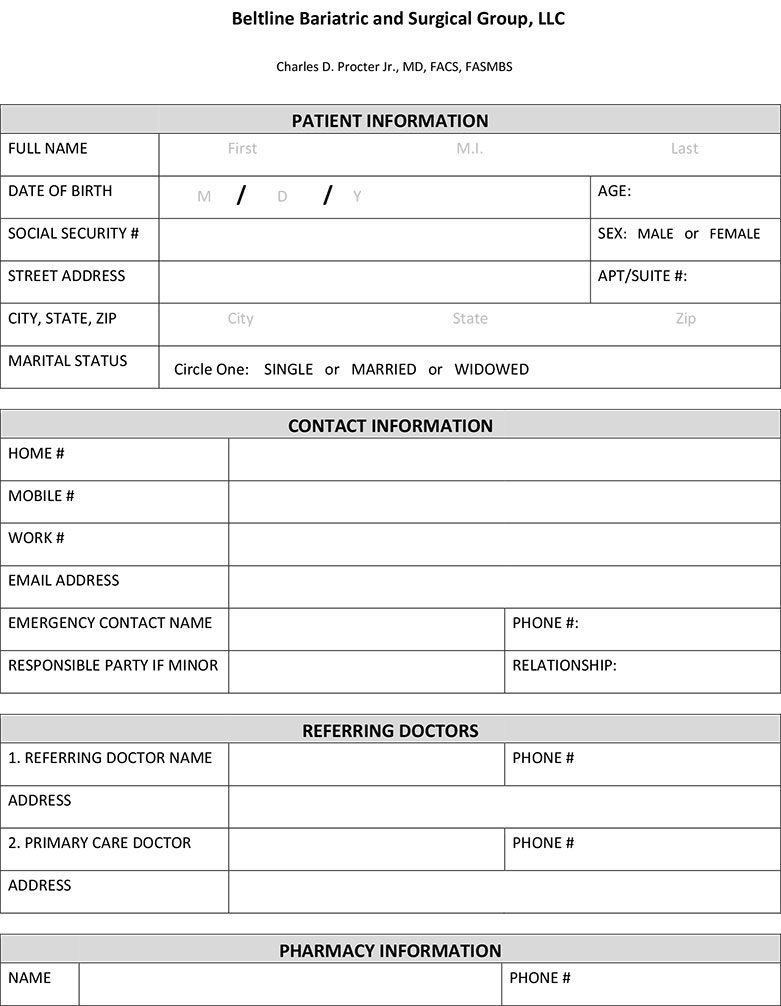 Beltline Bariatric and Surgical Group, LLC
Charles D. Procter Jr., MD, FACS, FASMBS
PATIENT INFORMATION
FULL NAME First M.I. Last
DATE OF BIRTH M / D / Y AGE:
SOCIAL SECURITY # SEX: MALE or FEMALE
STREET ADDRESS APT/SUITE #:
CITY, STATE, ZIP City State Zip
MARITAL STATUS Circle One: SINGLE or MARRIED or WIDOWED
CONTACT INFORMATION
HOME #
MOBILE #
WORK #
EMAIL ADDRESS
EMERGENCY CONTACT NAME PHONE #:
RESPONSIBLE PARTY IF MINOR RELATIONSHIP:
REFERRING DOCTORS
1. REFERRING DOCTOR NAME PHONE #
ADDRESS
2. PRIMARY CARE DOCTOR PHONE #
ADDRESS
PHARMACY INFORMATION
NAME PHONE #